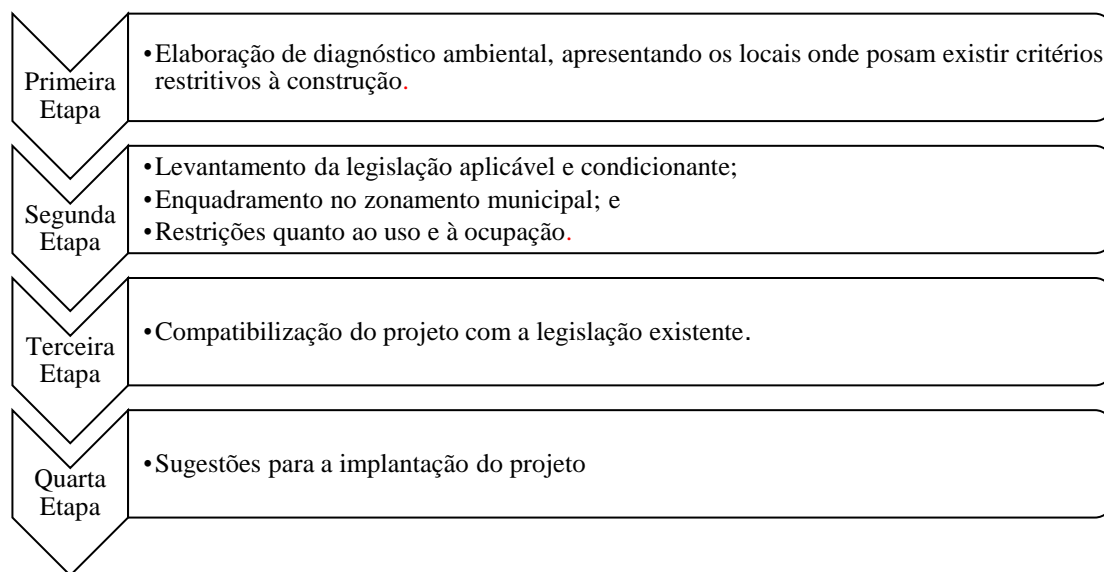 Primeira
Etapa
•Elaboração de diagnóstico ambiental, apresentando os locais onde posam existir critérios
restritivos à construção.
Segunda
Etapa
•Levantamento da legislação aplicável e condicionante;
•Enquadramento no zonamento municipal; e
•Restrições quanto ao uso e à ocupação.
Terceira
Etapa
•Compatibilização do projeto com a legislação existente.
Quarta
Etapa
•Sugestões para a implantação do projeto